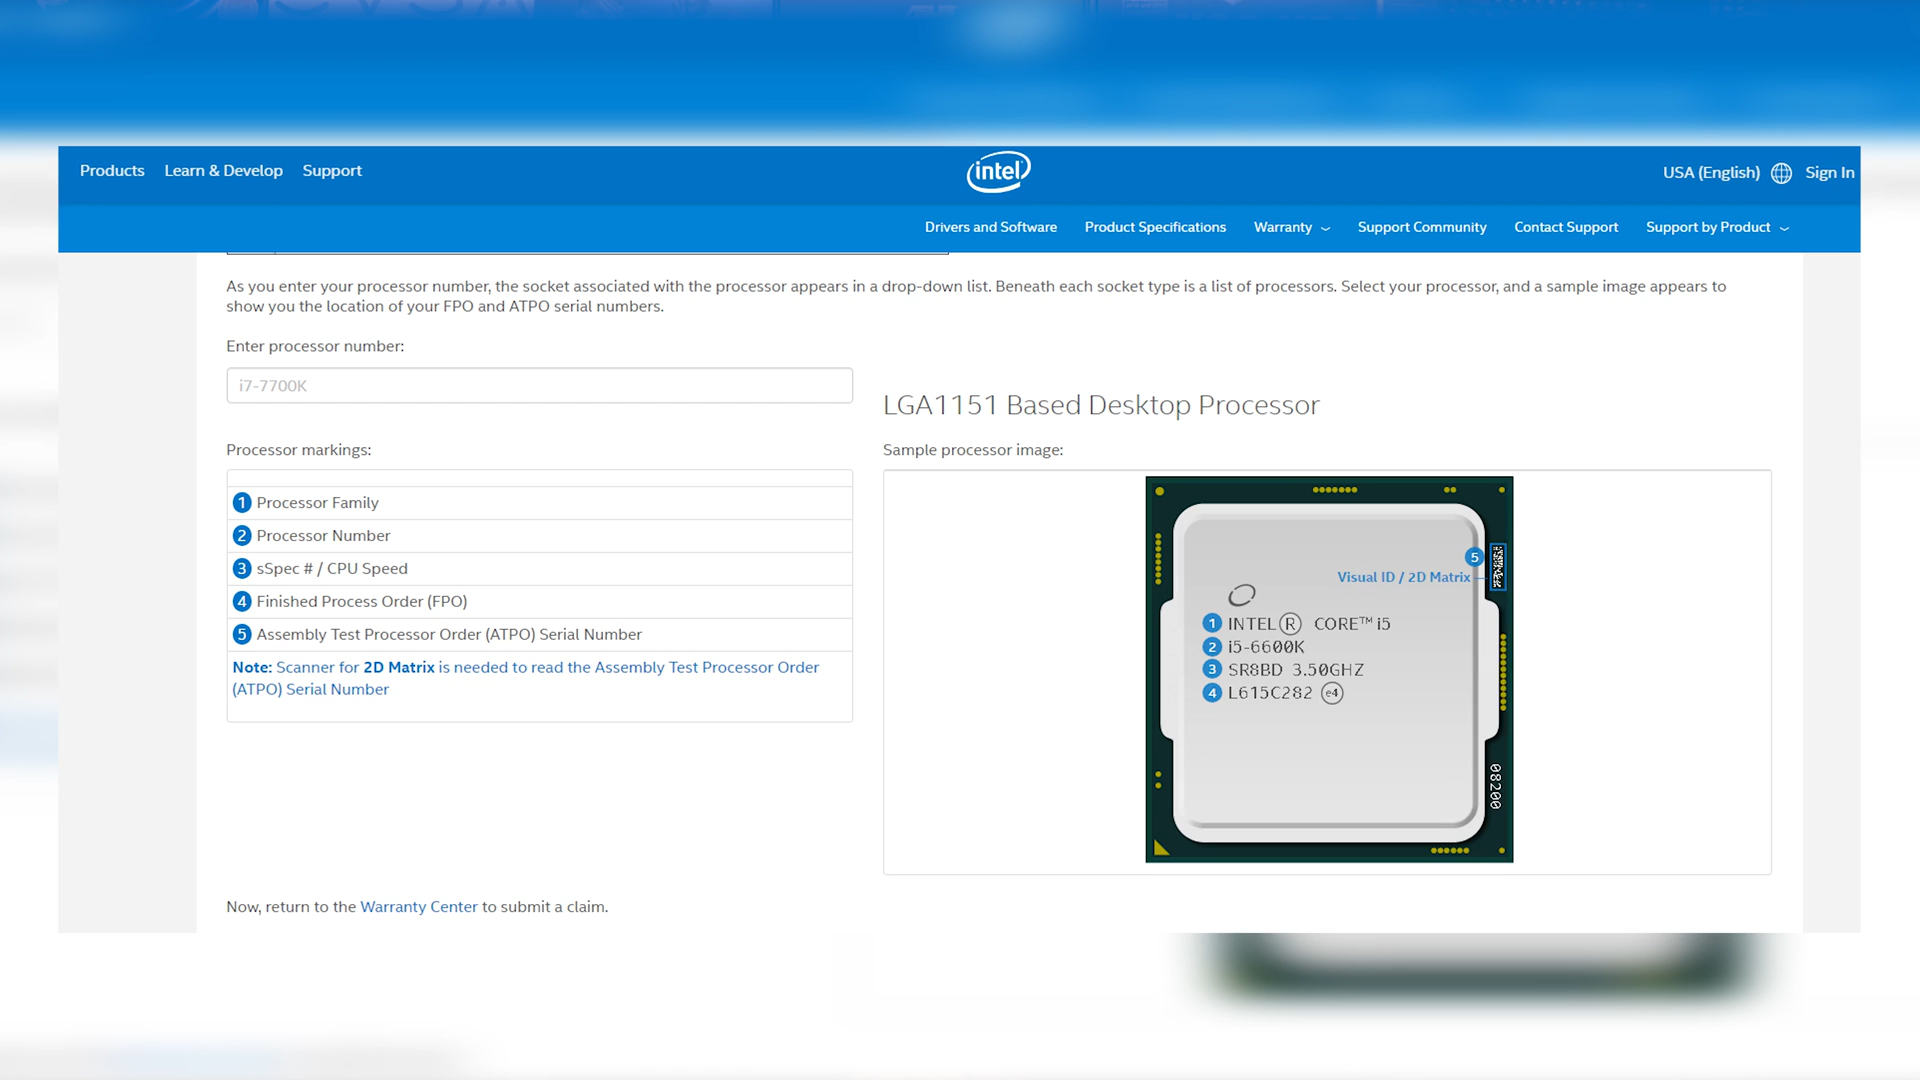 Products Learn & Develop Support
intel
USA (English) Sign In
Drivers and Software Product Specifications Warranty Support Community Contact Support Support by Product
As you enter your processor number, the socket associated with the processor appears in a drop-down list. Beneath each socket type is a list of processors. Select your processor, and a sample image appears to
show you the location of your FPO and ATPO serial numbers.
Enter processor number:
i7-7700K
Processor markings:
1 Processor Family
2 Processor Number
3 sSpec # / CPU Speed
4 Finished Process Order (FPO)
5 Assembly Test Processor Order (ATPO) Serial Number
Note: Scanner for 2D Matrix is needed to read the Assembly Test Processor Order
(ATPO) Serial Number
LGA1151 Based Desktop Processor
Sample processor image:
5
Visual ID / 2D Matrix
1 INTEL® CORE™ i5
2 i5-6600K
3 SR8BD 3.50GHZ
4 L615C282 e4
08200
Now, return to the Warranty Center to submit a claim.